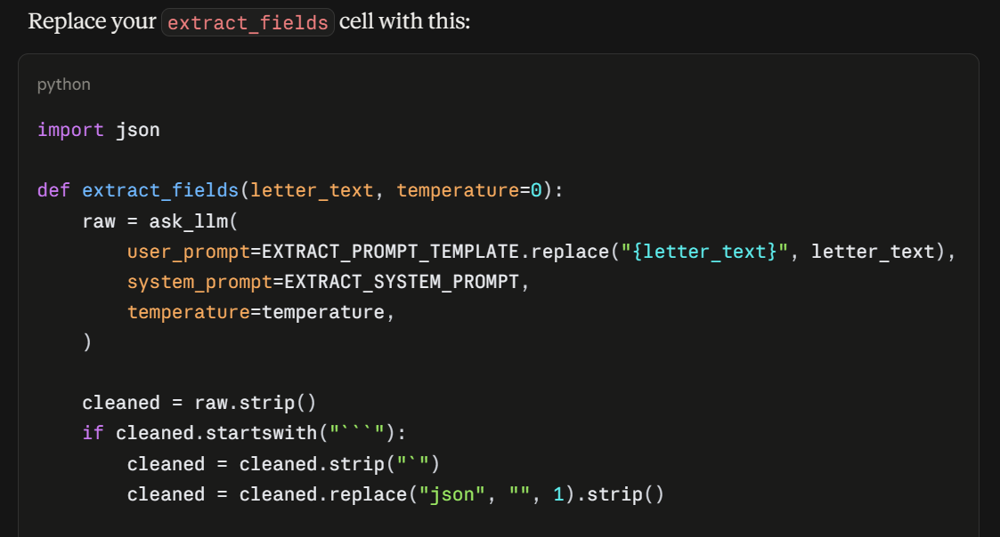 Replace your extract_fields cell with this:
python
import json
def extract_fields(letter_text, temperature=0):
    raw = ask_llm(
        user_prompt=EXTRACT_PROMPT_TEMPLATE.replace("{letter_text}", letter_text),
        system_prompt=EXTRACT_SYSTEM_PROMPT,
        temperature=temperature,
    )
    cleaned = raw.strip()
    if cleaned.startswith("```"):
        cleaned = cleaned.strip("`")
        cleaned = cleaned.replace("json", "", 1).strip()